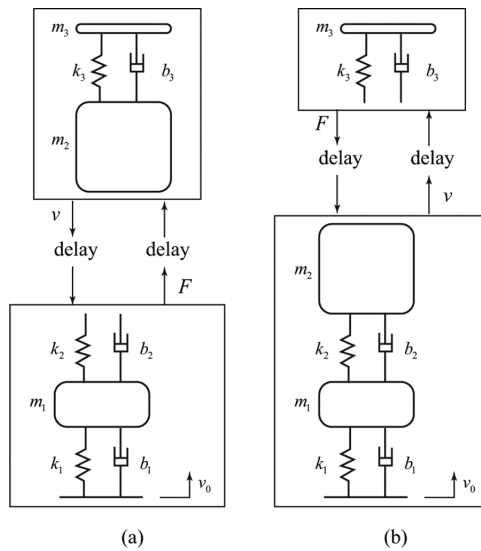 m₃
k₃ b₃
m₂
v
delay delay
F
k₂ b₂
m₁
k₁ b₁
v₀
(a)
m₃
k₃ b₃
F
delay delay
v
m₂
k₂ b₂
m₁
k₁ b₁
v₀
(b)